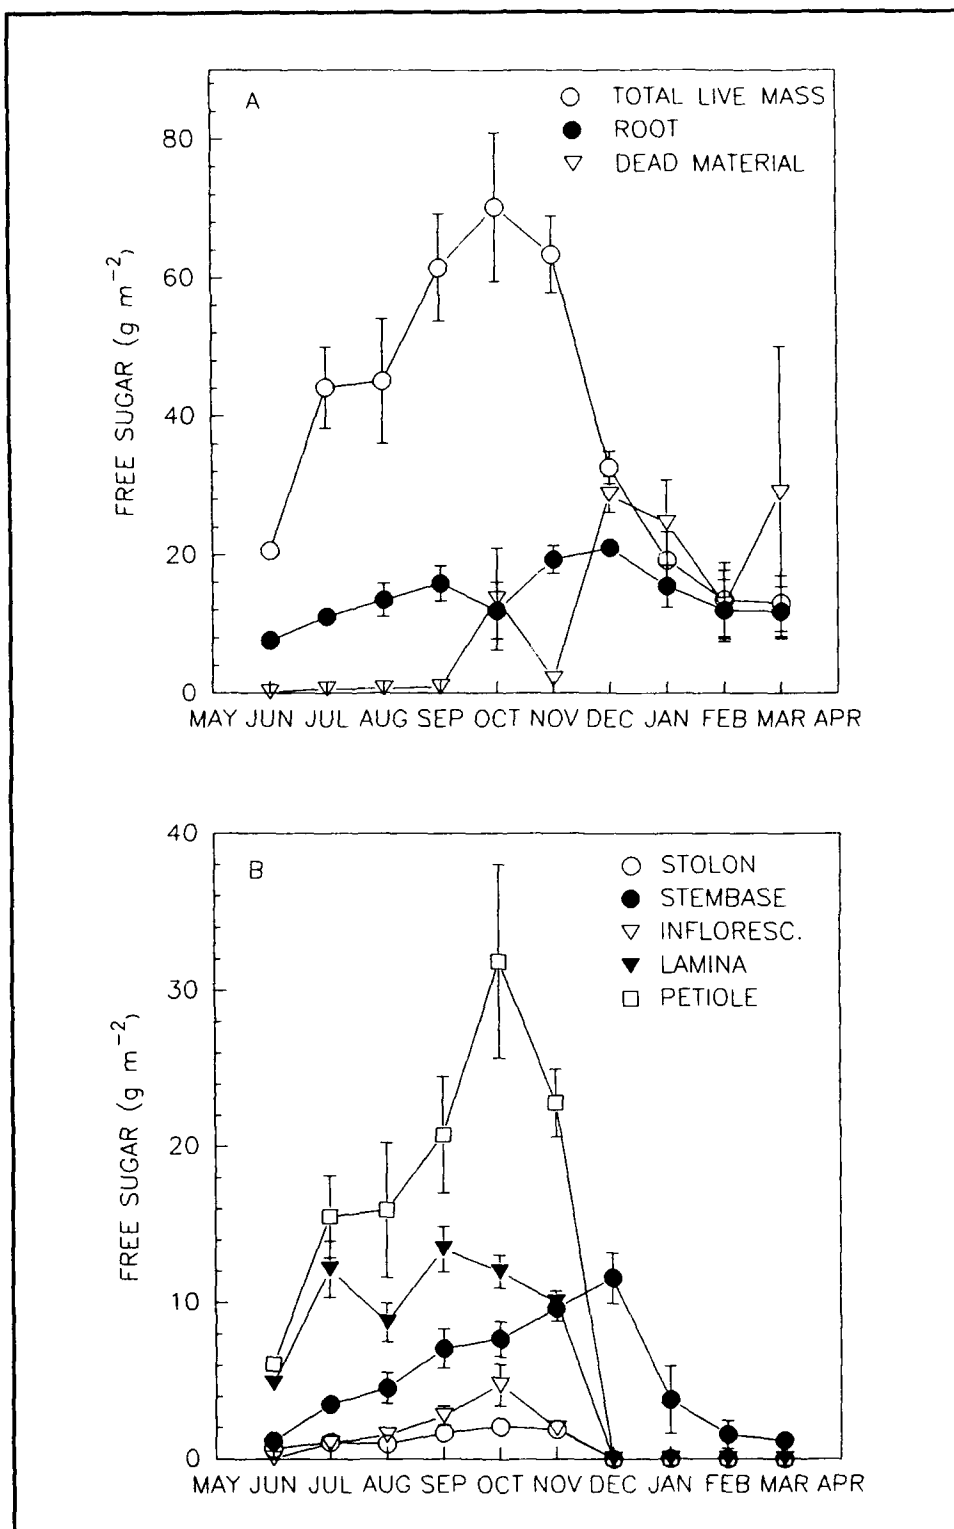 A
TOTAL LIVE MASS
ROOT
DEAD MATERIAL
FREE SUGAR (g m⁻²)
80
60
40
20
0
MAY JUN JUL AUG SEP OCT NOV DEC JAN FEB MAR APR
B
STOLON
STEMBASE
INFLORESC.
LAMINA
PETIOLE
FREE SUGAR (g m⁻²)
40
30
20
10
0
MAY JUN JUL AUG SEP OCT NOV DEC JAN FEB MAR APR